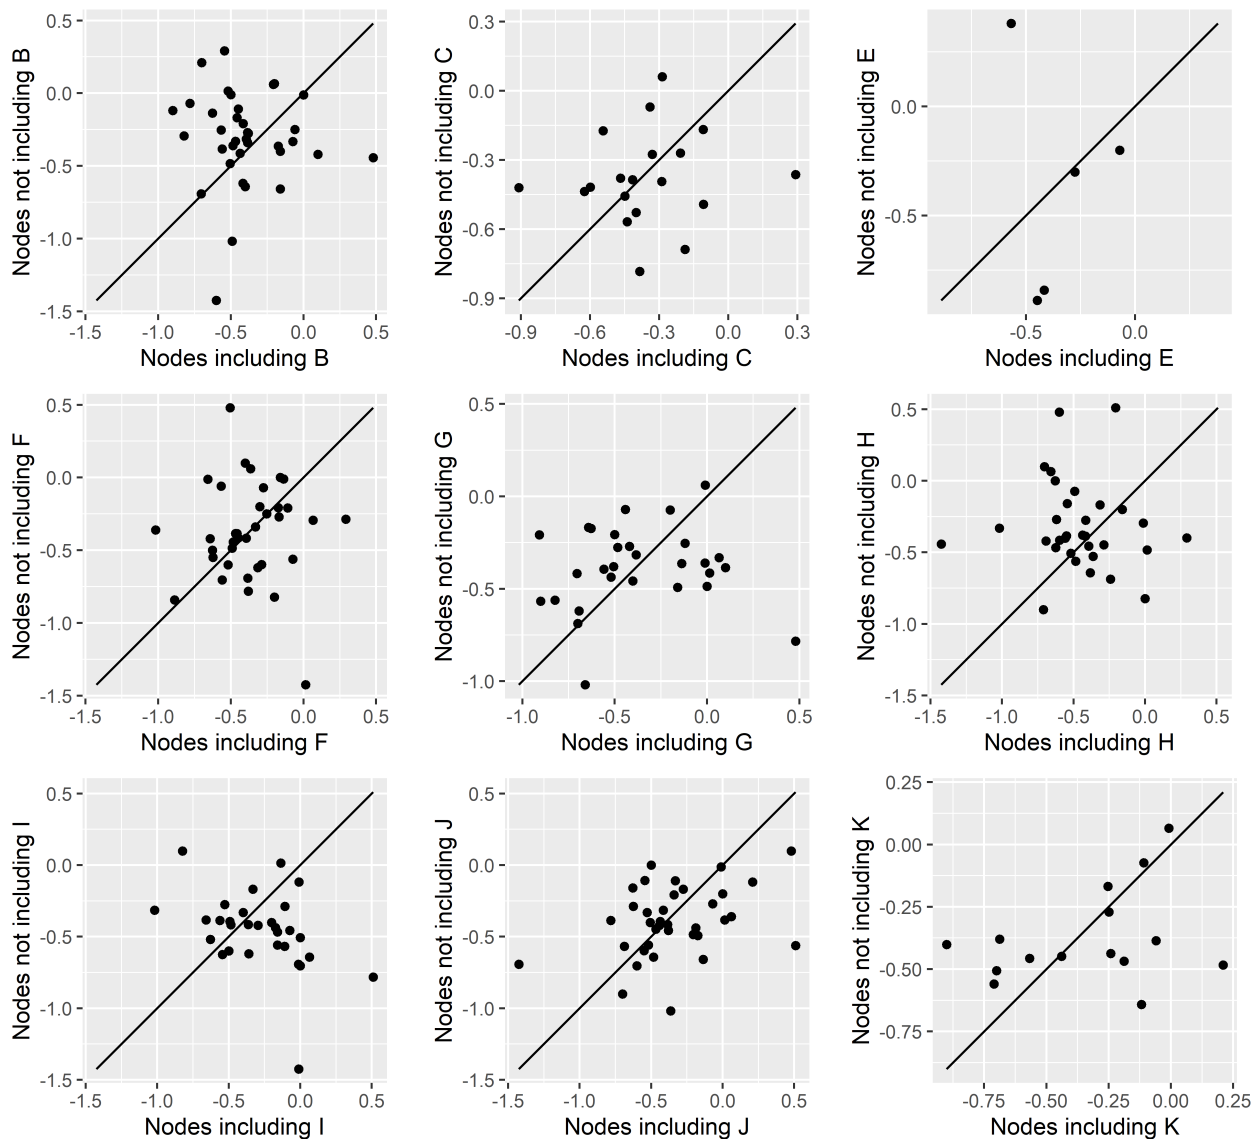 Nodes not including B
0.5
0.0
-0.5
-1.0
-1.5
-1.5 -1.0 -0.5 0.0 0.5
Nodes including B
Nodes not including C
0.3
0.0
-0.3
-0.6
-0.9
-0.9 -0.6 -0.3 0.0 0.3
Nodes including C
Nodes not including E
0.0
-0.5
-0.5 0.0
Nodes including E
Nodes not including F
0.5
0.0
-0.5
-1.0
-1.5
-1.5 -1.0 -0.5 0.0 0.5
Nodes including F
Nodes not including G
0.5
0.0
-0.5
-1.0
-1.0 -0.5 0.0 0.5
Nodes including G
Nodes not including H
0.5
0.0
-0.5
-1.0
-1.5
-1.5 -1.0 -0.5 0.0 0.5
Nodes including H
Nodes not including I
0.5
0.0
-0.5
-1.0
-1.5
-1.5 -1.0 -0.5 0.0 0.5
Nodes including I
Nodes not including J
0.5
0.0
-0.5
-1.0
-1.5
-1.5 -1.0 -0.5 0.0 0.5
Nodes including J
Nodes not including K
0.25
0.00
-0.25
-0.50
-0.75
-0.75 -0.50 -0.25 0.00 0.25
Nodes including K